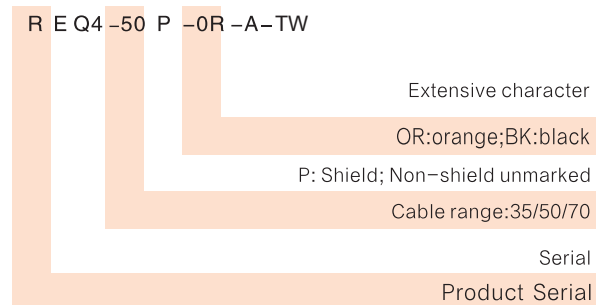 R E Q4 -50 P -0R -A-TW
Extensive character
OR:orange;BK:black
P: Shield; Non-shield unmarked
Cable range:35/50/70
Serial
Product Serial